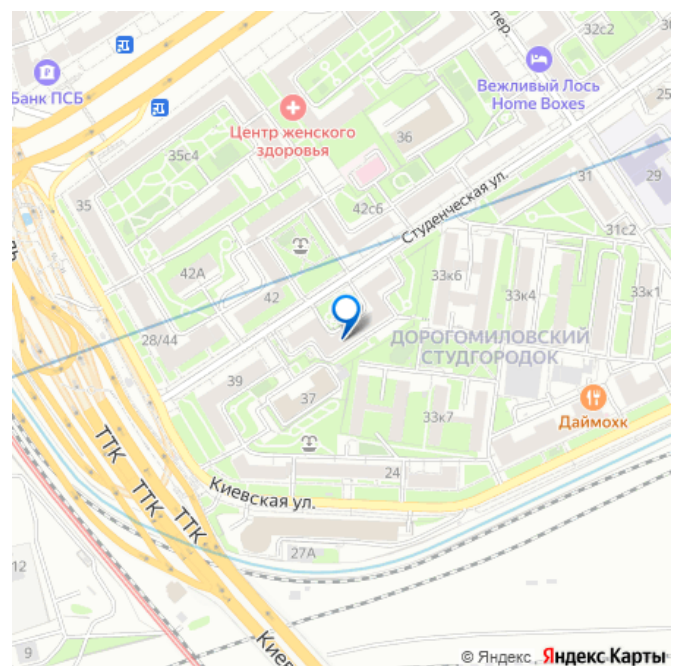 пер.
32с2
Вежливый Лось
Home Boxes
25
Банк ПСБ
Центр женского
здоровья
36
35с4
35
42с6
Студенческая ул.
31
29
31с2
42А
42
33к6
33к4
33к1
28/44
ДОРОГОМИЛОВСКИЙ
СТУДГОРОДОК
39
37
33к7
Даймохк
ТТК
ТТК
ТТК
24
Киевская ул.
27А
12
9
Киев
© Яндекс
Яндекс Карты